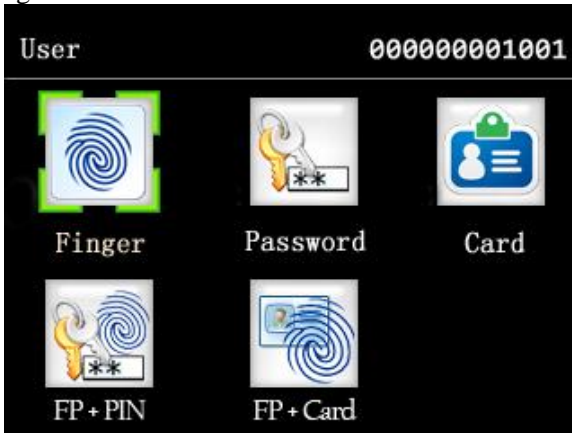 User 000000001001
**
Finger Password Card
**
FP+PIN FP+Card